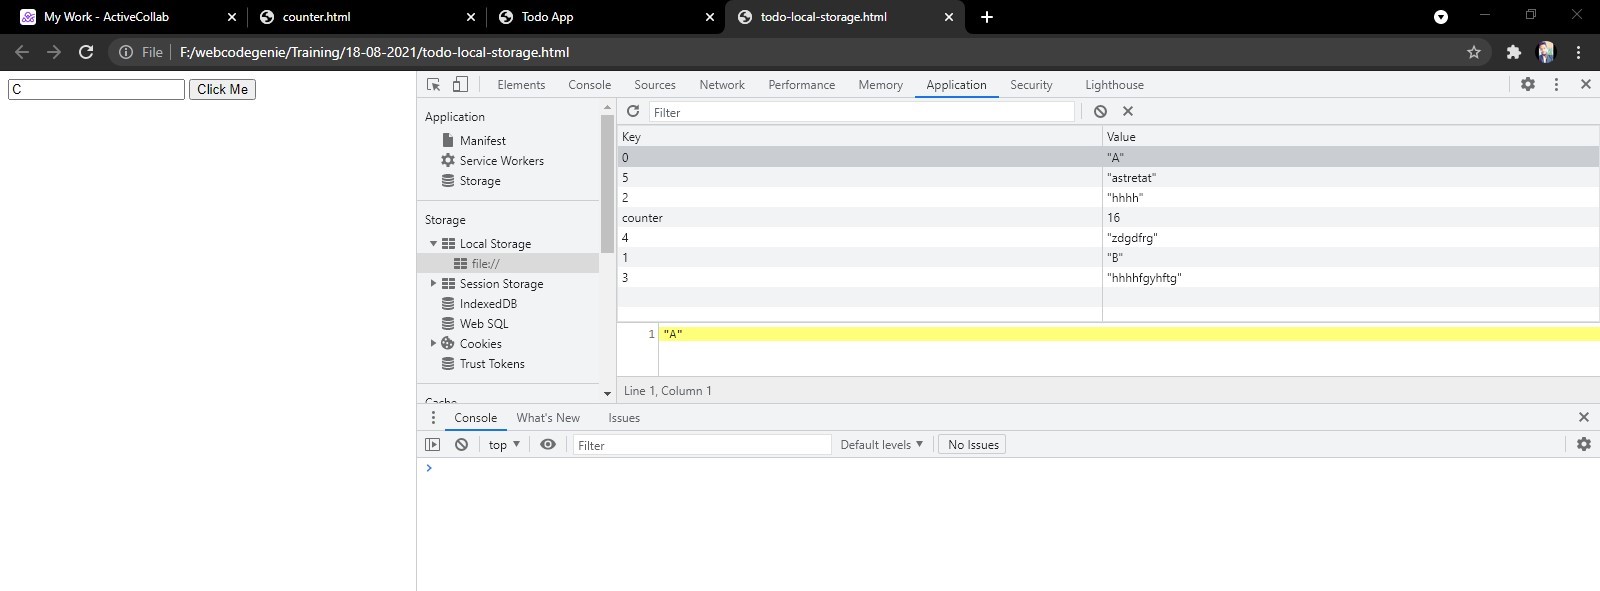 My Work - ActiveCollab
counter.html
Todo App
todo-local-storage.html
File
F:/webcodegenie/Training/18-08-2021/todo-local-storage.html
C
Click Me
Elements Console Sources Network Performance Memory Application Security Lighthouse
Application
Manifest
Service Workers
Storage
Storage
Local Storage
file://
Session Storage
IndexedDB
Web SQL
Cookies
Trust Tokens
Cache
Filter
Key Value
0 "A"
5 "astretat"
2 "hhhh"
counter 16
4 "zdgdfrg"
1 "B"
3 "hhhhfgyhftg"
1 "A"
Line 1, Column 1
Console What's New Issues
top Filter Default levels No Issues